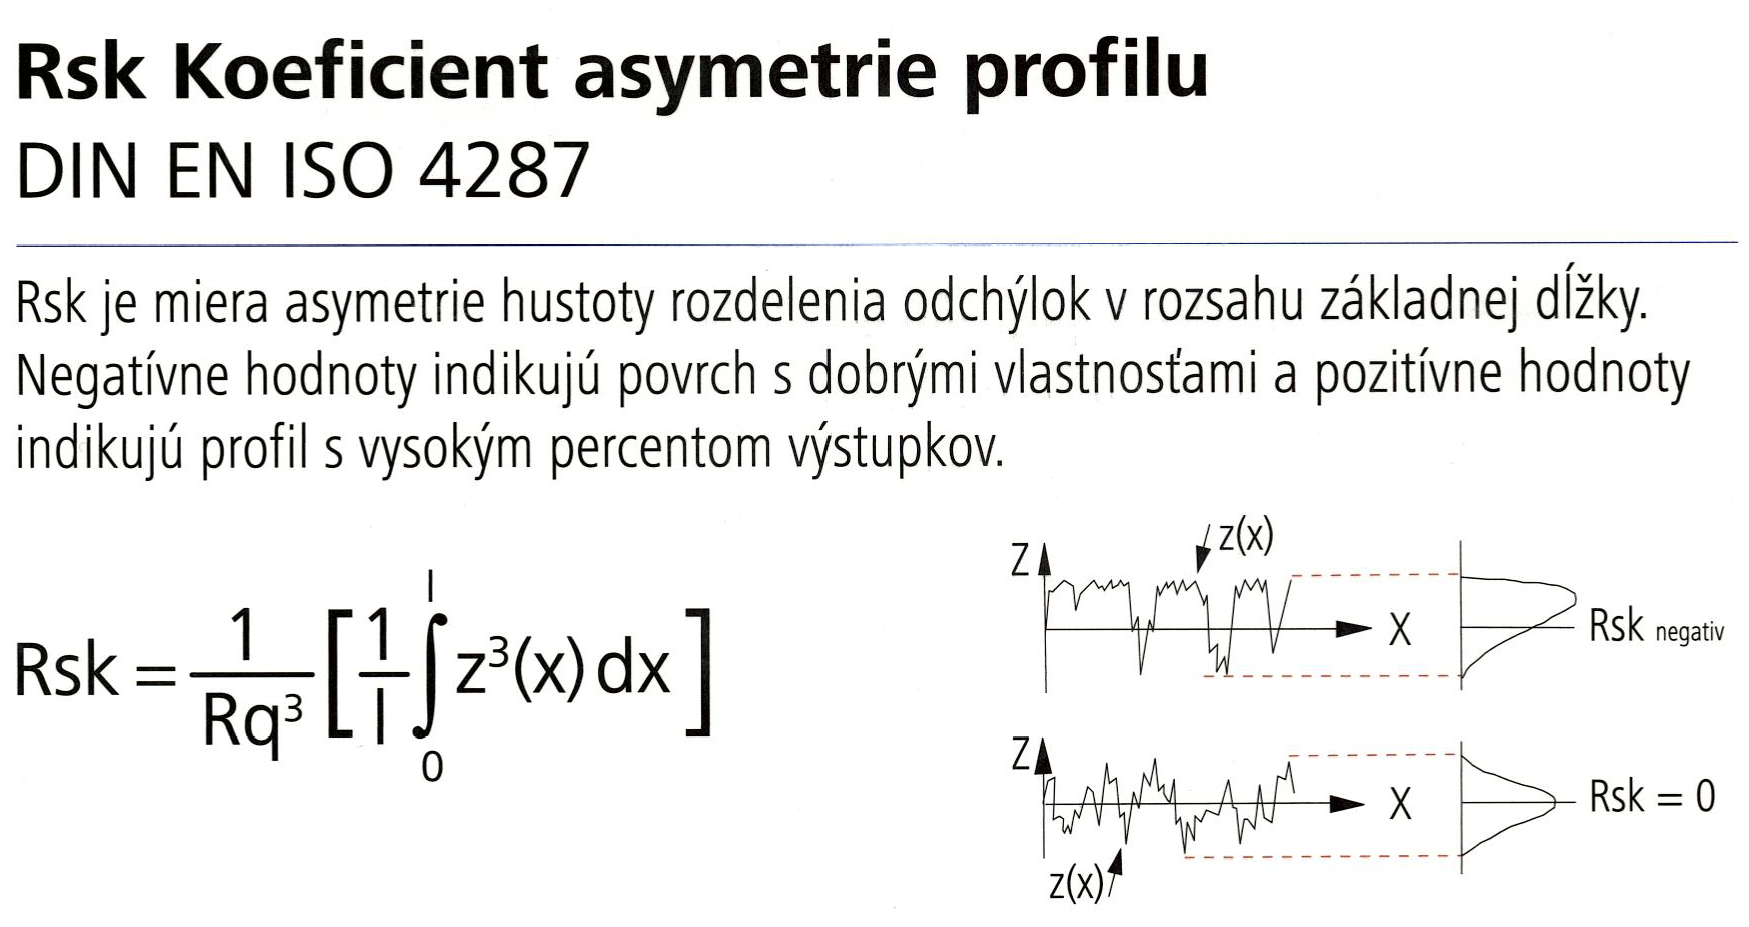 Rsk Koeficient asymetrie profilu
DIN EN ISO 4287
Rsk je miera asymetrie hustoty rozdelenia odchýlok v rozsahu základnej dĺžky.
Negatívne hodnoty indikujú povrch s dobrými vlastnosťami a pozitívne hodnoty
indikujú profil s vysokým percentom výstupkov.
Rsk = 1/Rq³ [1/l ∫₀ˡ z³(x) dx]
Z z(x)
X Rsk negativ
Z
X Rsk = 0
z(x)